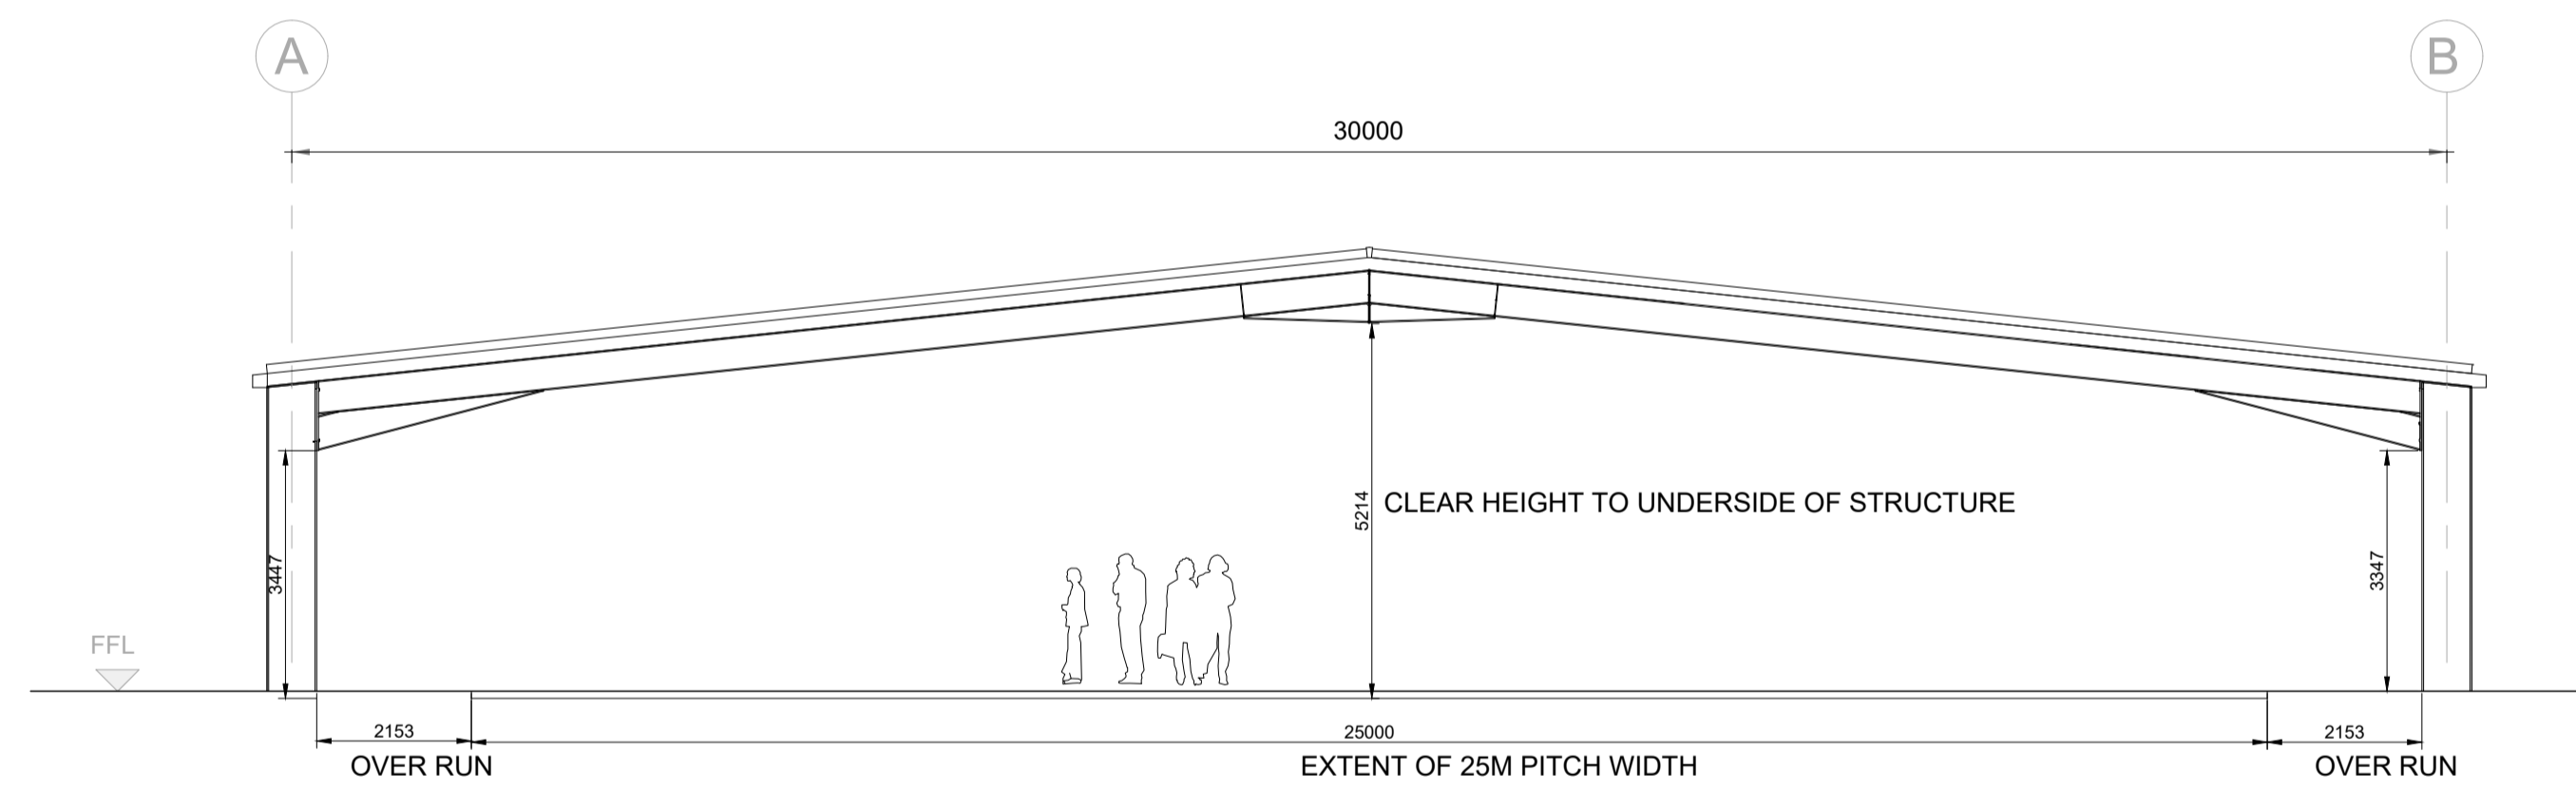 A
B
30000
5214
CLEAR HEIGHT TO UNDERSIDE OF STRUCTURE
3447
3347
FFL
2153
25000
2153
OVER RUN
EXTENT OF 25M PITCH WIDTH
OVER RUN